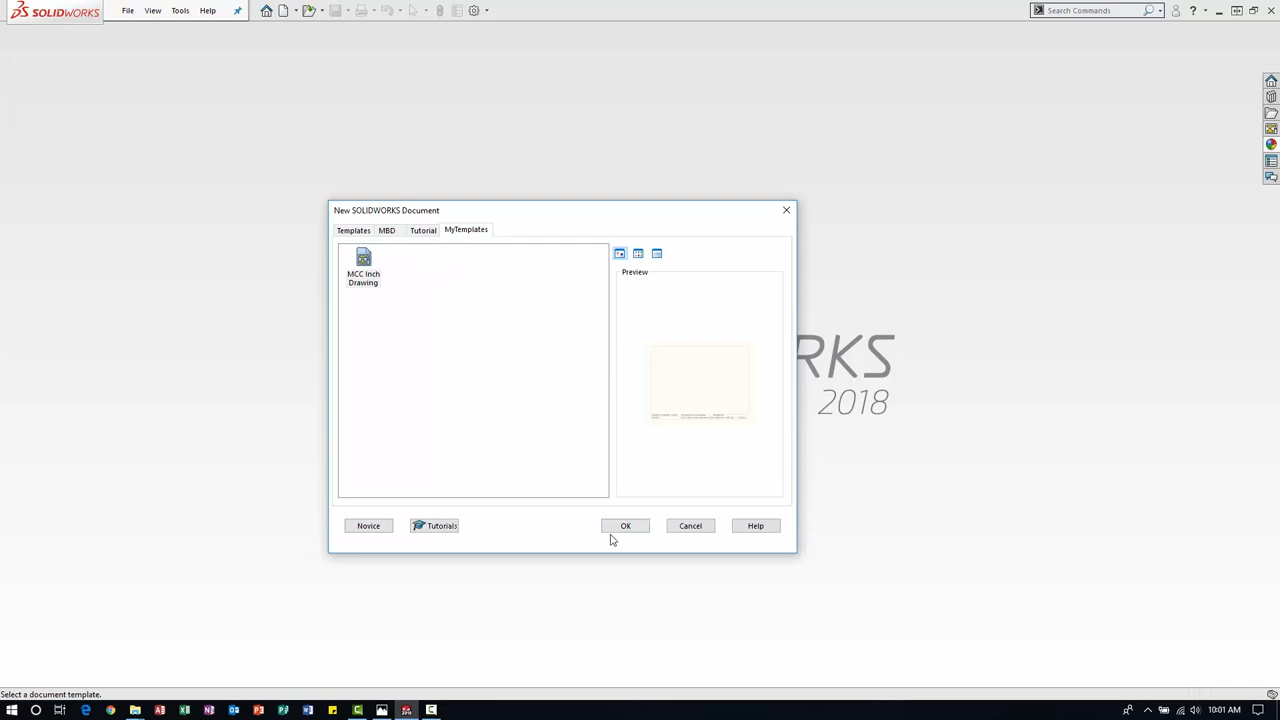 SOLIDWORKS File View Tools Help Search Commands
New SOLIDWORKS Document
Templates MBD Tutorial MyTemplates
MCC Inch
Drawing
Preview
RKS
2018
Novice Tutorials OK Cancel Help
Select a document template.
10:01 AM